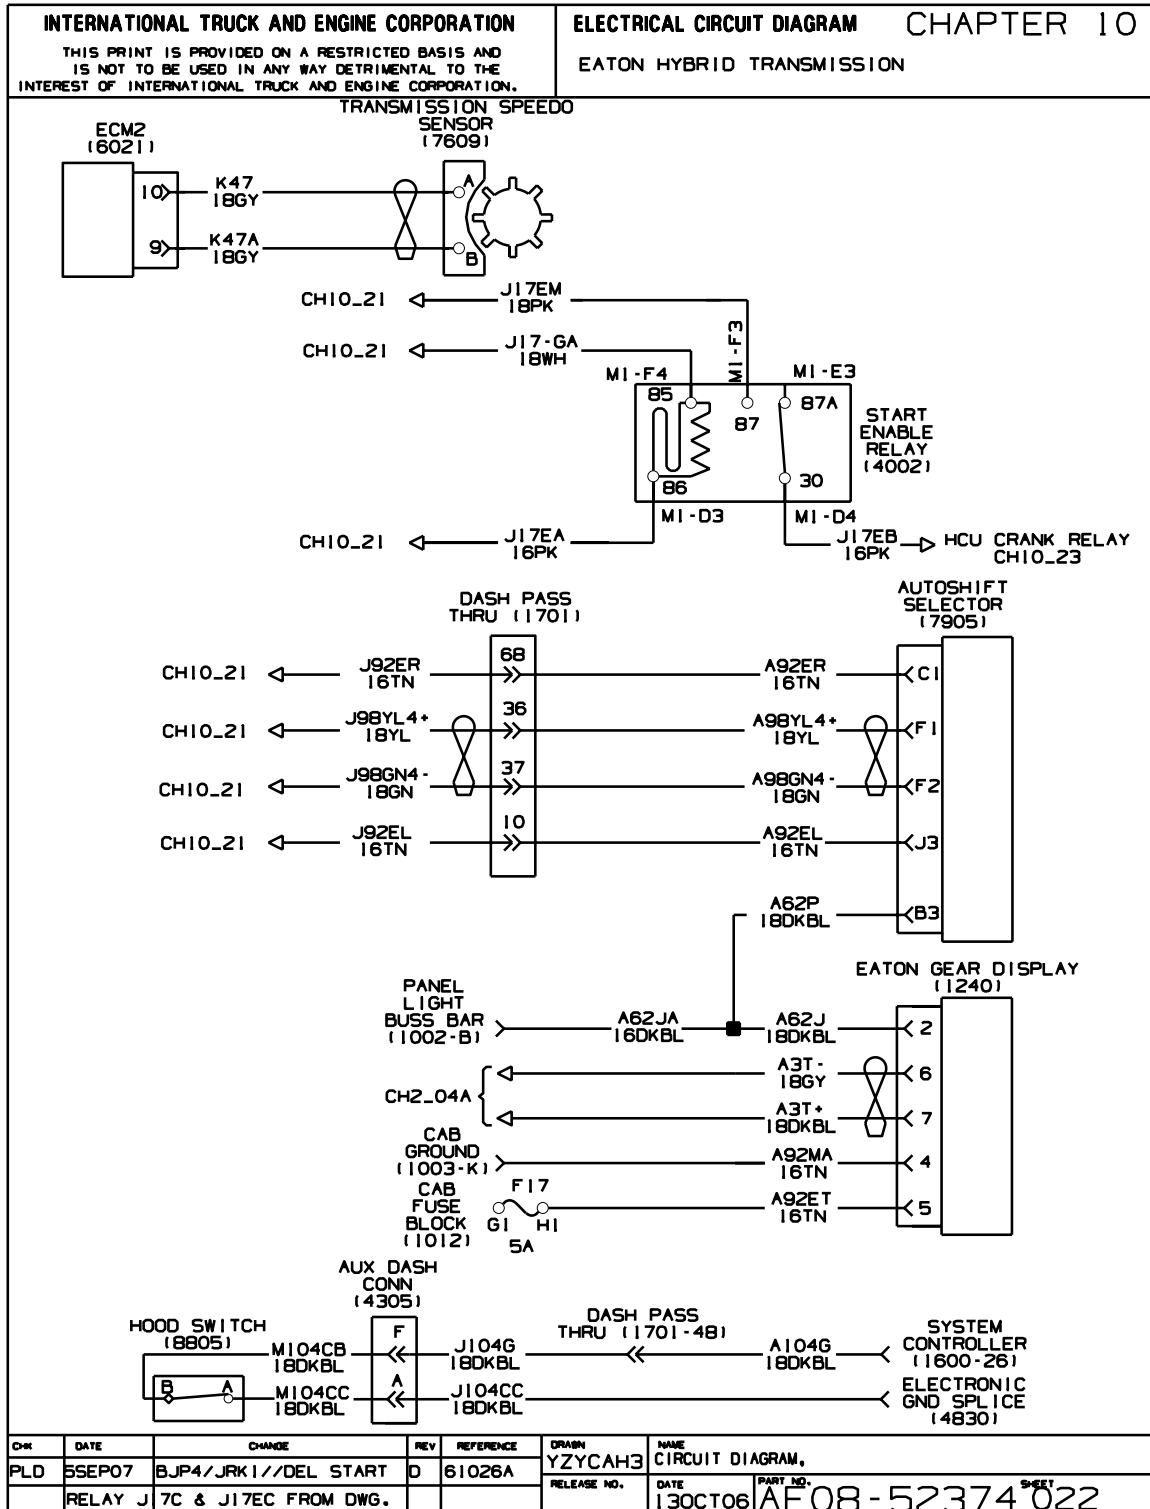 INTERNATIONAL TRUCK AND ENGINE CORPORATION
THIS PRINT IS PROVIDED ON A RESTRICTED BASIS AND
IS NOT TO BE USED IN ANY WAY DETRIMENTAL TO THE
INTEREST OF INTERNATIONAL TRUCK AND ENGINE CORPORATION.
ELECTRICAL CIRCUIT DIAGRAM
CHAPTER 10
EATON HYBRID TRANSMISSION
TRANSMISSION SPEEDO
SENSOR
(7609)
ECM2
(6021)
10
K47
18GY
A
9
K47A
18GY
B
CH10_21
J17EM
18PK
CH10_21
J17-GA
18WH
M1-F3
M1-F4
M1-E3
85
87
87A
START
ENABLE
RELAY
(4002)
86
30
M1-D3
M1-D4
CH10_21
J17EA
16PK
J17EB
16PK
HCU CRANK RELAY
CH10_23
DASH PASS
THRU (1701)
AUTOSHIFT
SELECTOR
(7905)
CH10_21
J92ER
16TN
68
A92ER
16TN
C1
CH10_21
J98YL4+
18YL
36
A98YL4+
18YL
F1
CH10_21
J98GN4-
18GN
37
A98GN4-
18GN
F2
CH10_21
J92EL
16TN
10
A92EL
16TN
J3
A62P
18DKBL
B3
EATON GEAR DISPLAY
(1240)
PANEL
LIGHT
BUSS BAR
(1002-B)
A62JA
16DKBL
A62J
18DKBL
2
CH2_04A
A3T-
18GY
6
A3T+
18DKBL
7
CAB
GROUND
(1003-K)
A92MA
16TN
4
CAB
FUSE
BLOCK
(1012)
F17
G1
H1
5A
A92ET
16TN
5
AUX DASH
CONN
(4305)
HOOD SWITCH
(8805)
DASH PASS
THRU (1701-48)
M104CB
18DKBL
F
J104G
18DKBL
A104G
18DKBL
SYSTEM
CONTROLLER
(1600-26)
B
A
M104CC
18DKBL
A
J104CC
18DKBL
ELECTRONIC
GND SPLICE
(4830)
CHK DATE CHANGE REV REFERENCE
PLD 5SEP07 BJP4/JRK1//DEL START D 61026A
RELAY J17C & J17EC FROM DWG.
DRAWN
YZYCAH3
NAME
CIRCUIT DIAGRAM,
RELEASE NO.
DATE
13OCT06
PART NO.
AF08-52374
SHEET
022